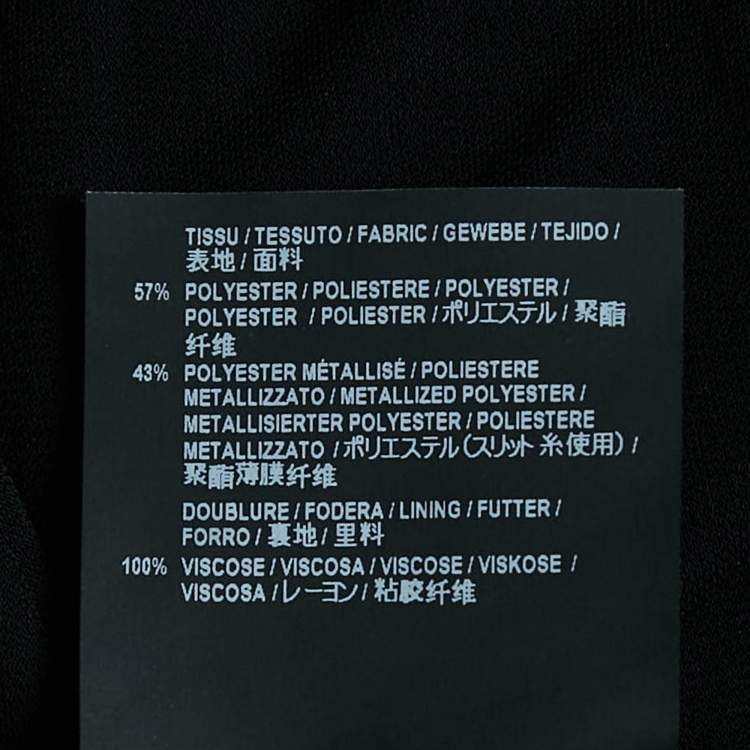 TISSU / TESSUTO / FABRIC / GEWEBE / TEJIDO /
表地 / 面料
57% POLYESTER / POLIESTERE / POLYESTER /
POLYESTER / POLIESTER / ポリエステル / 聚酯
纤维
43% POLYESTER MÉTALLISÉ / POLIESTERE
METALLIZZATO / METALLIZED POLYESTER /
METALLISIERTER POLYESTER / POLIESTERE
METALLIZZATO / ポリエステル (スリット 糸使用) /
聚酯薄膜纤维
DOUBLURE / FODERA / LINING / FUTTER /
FORRO / 裏地 / 里料
100% VISCOSE / VISCOSA / VISCOSE / VISKOSE /
VISCOSA / レーヨン / 粘胶纤维